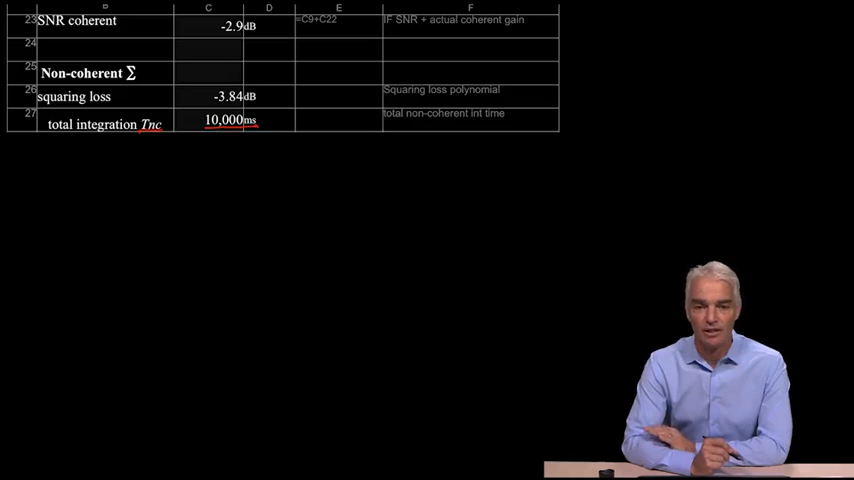 B C D E F
23 SNR coherent -2.9dB =C9+C22 IF SNR + actual coherent gain
24
25 Non-coherent ∑
26 squaring loss -3.84dB Squaring loss polynomial
27 total integration Tnc 10,000ms total non-coherent int time